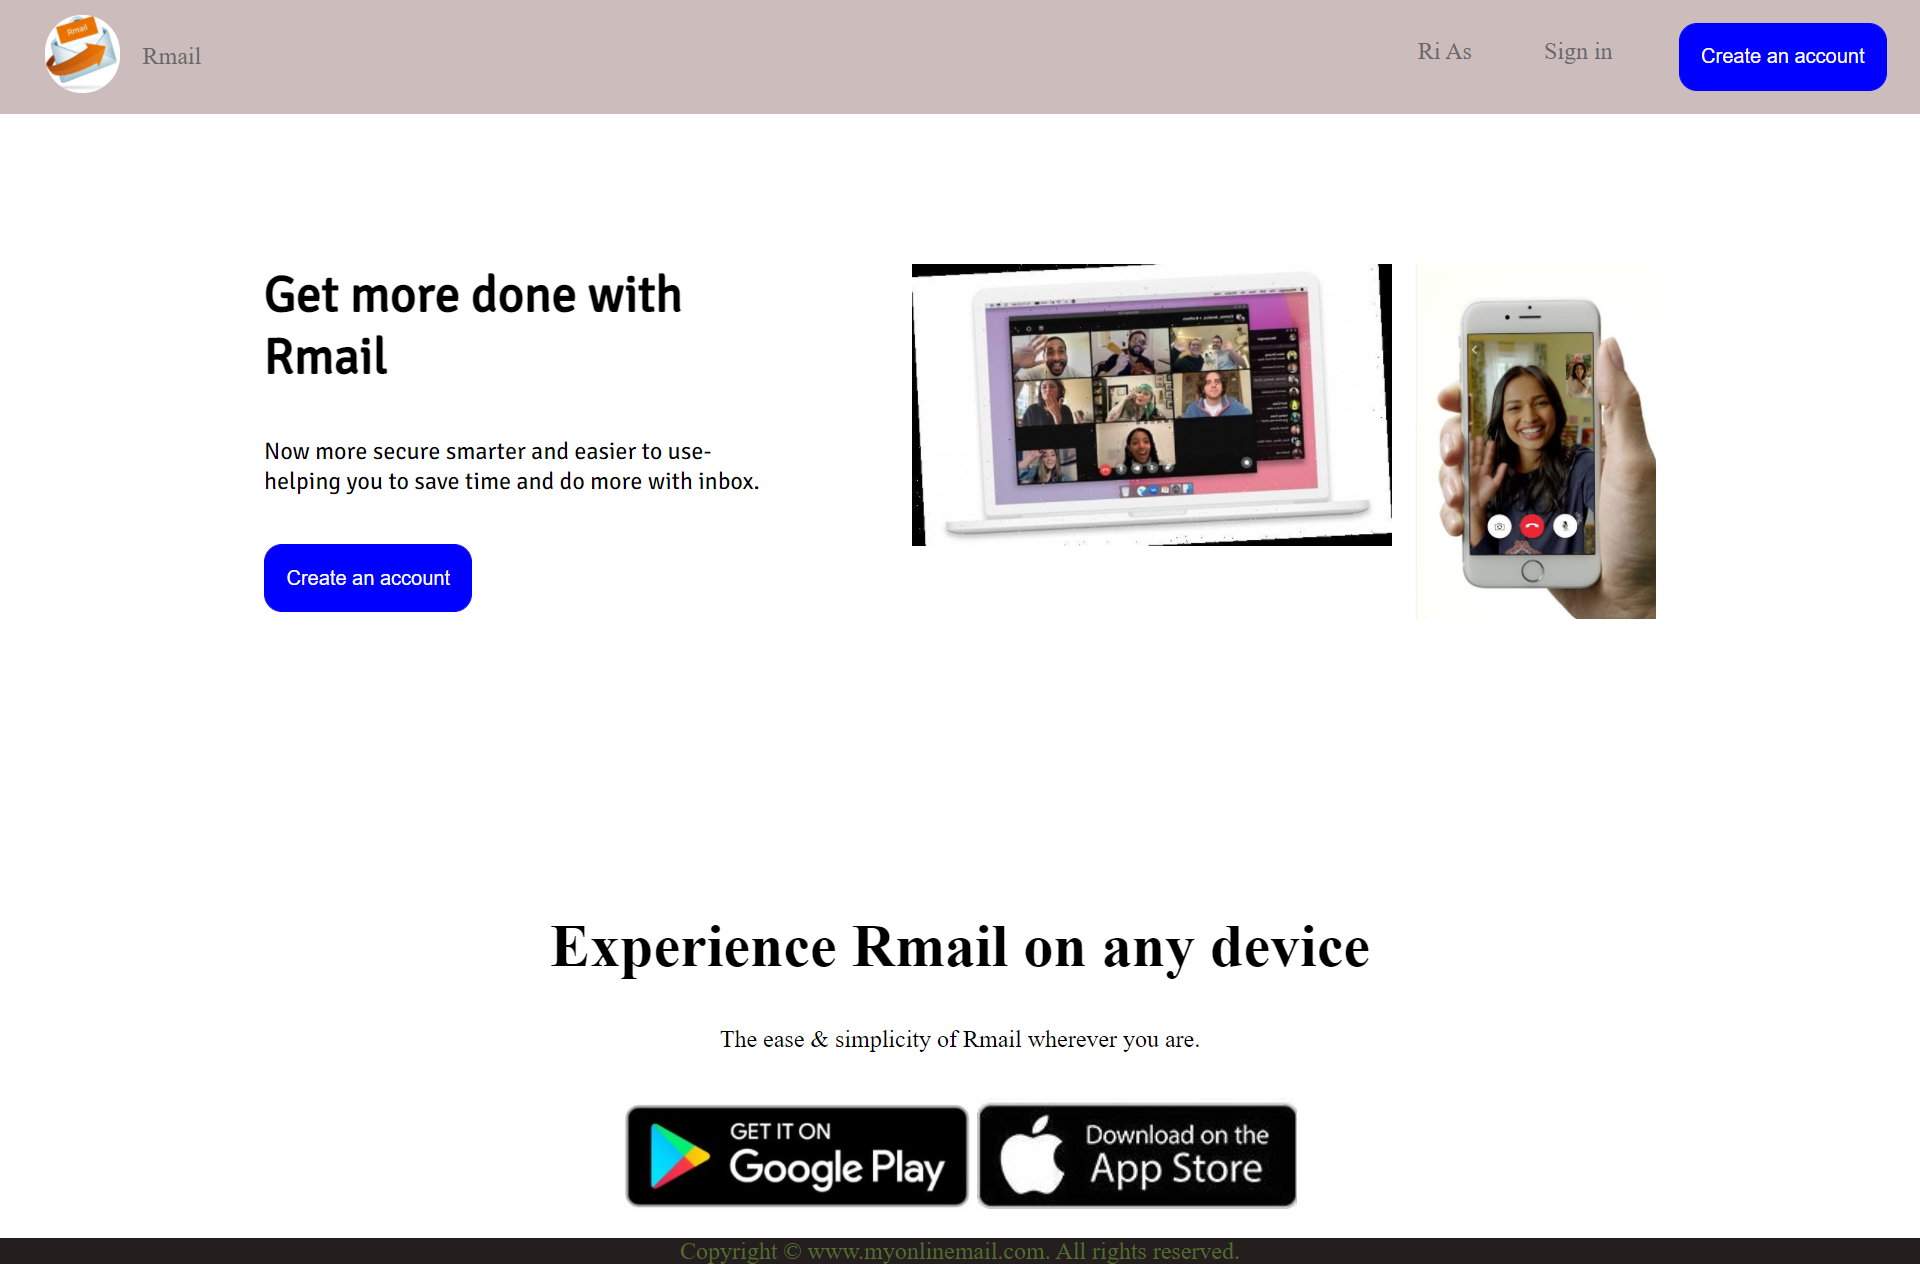 Rmail
Rmail
Ri As
Sign in
Create an account
Get more done with
Rmail
Now more secure smarter and easier to use-
helping you to save time and do more with inbox.
Create an account
Experience Rmail on any device
The ease & simplicity of Rmail wherever you are.
GET IT ON
Google Play
Download on the
App Store
Copyright © www.myonlinemail.com. All rights reserved.